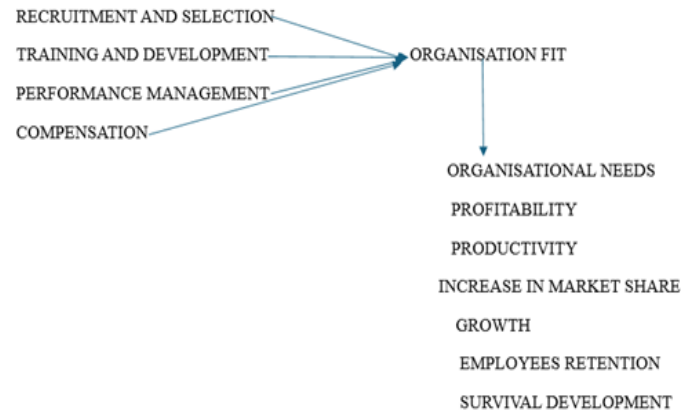 RECRUITMENT AND SELECTION
TRAINING AND DEVELOPMENT
ORGANISATION FIT
PERFORMANCE MANAGEMENT
COMPENSATION
ORGANISATIONAL NEEDS
PROFITABILITY
PRODUCTIVITY
INCREASE IN MARKET SHARE
GROWTH
EMPLOYEES RETENTION
SURVIVAL DEVELOPMENT